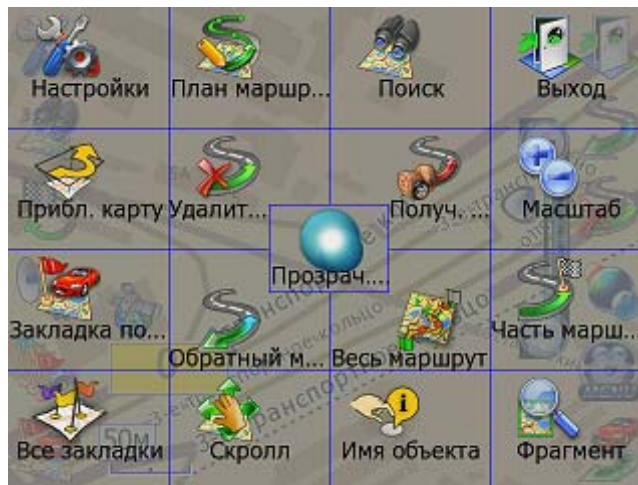 Настройки
План маршр...
Поиск
Выход
Прибл. карту
Удалит...
Получ. ...
Масштаб
Прозрач....
Закладка по...
Обратный м...
Весь маршрут
Часть марш...
Все закладки
50м
Скролл
Имя объекта
Фрагмент